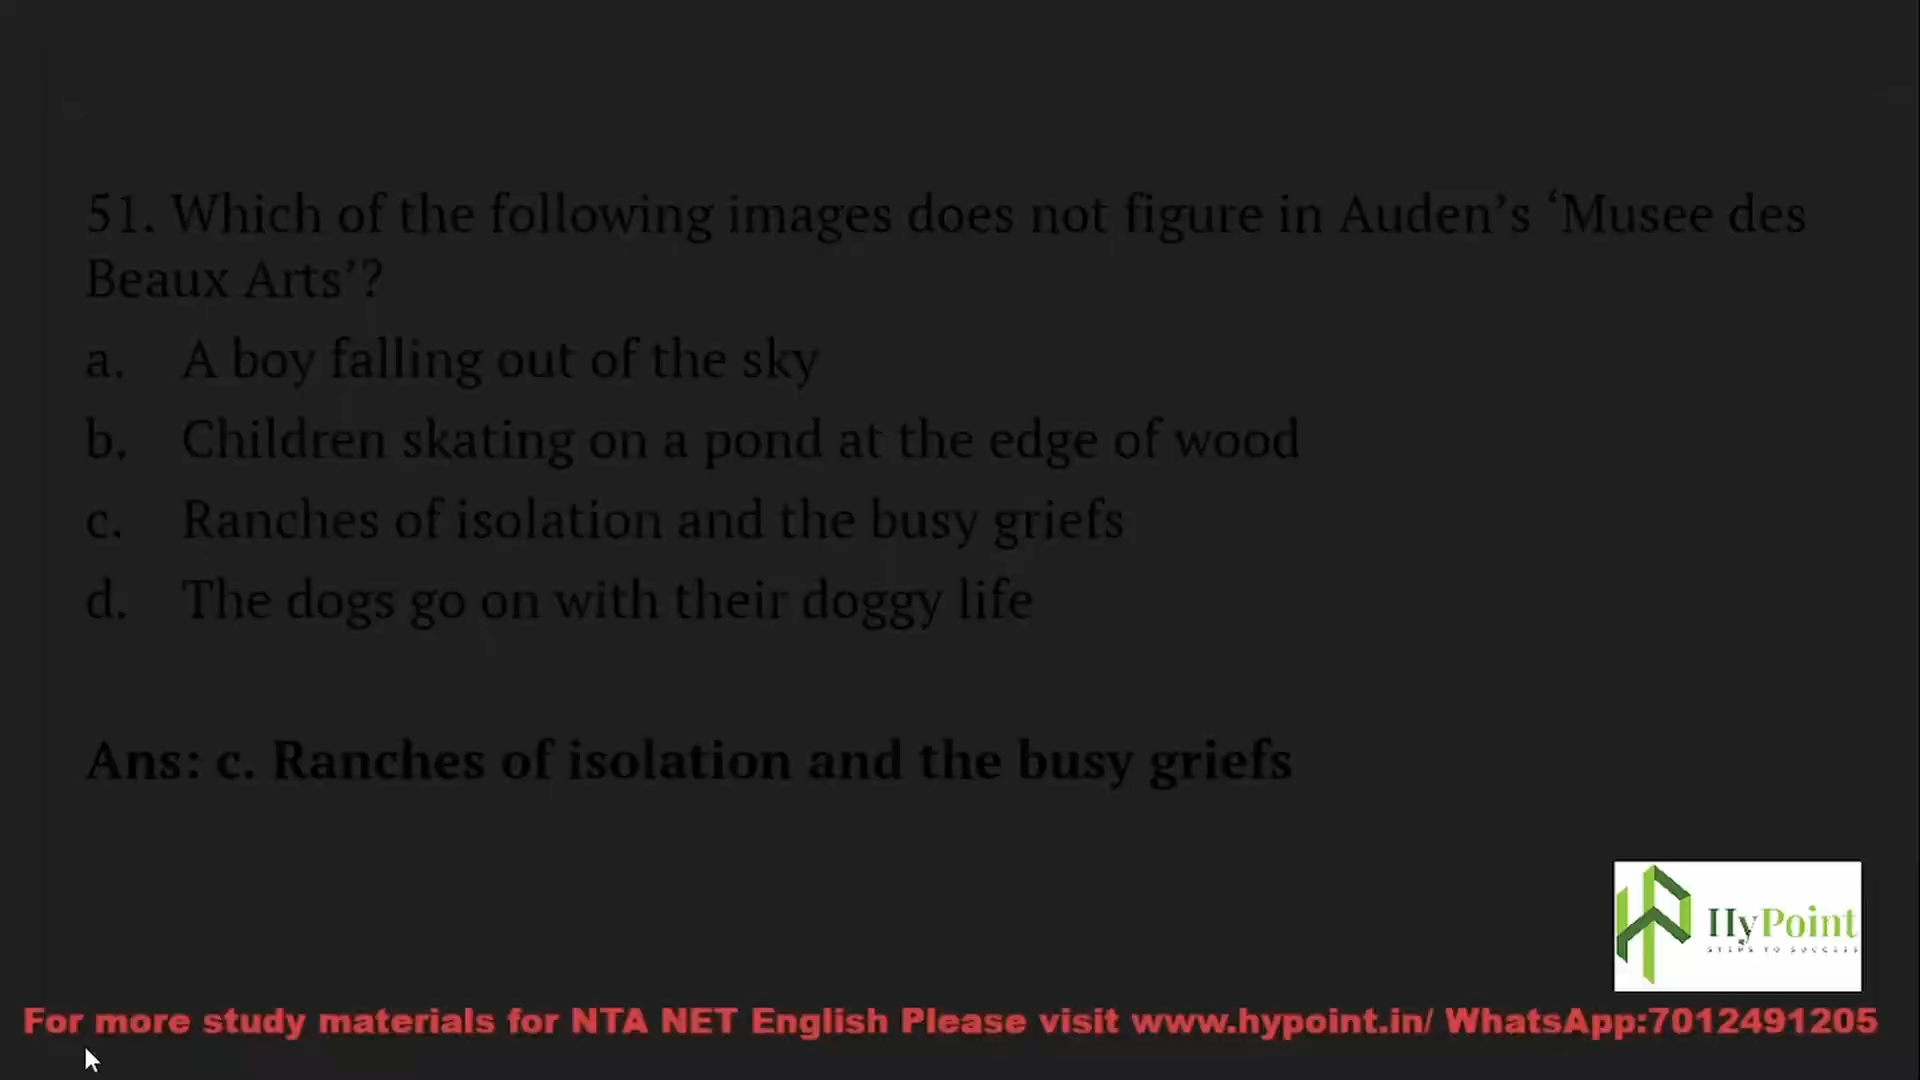 51. Which of the following images does not figure in Auden’s ‘Musee des
Beaux Arts’?
a. A boy falling out of the sky
b. Children skating on a pond at the edge of wood
c. Ranches of isolation and the busy griefs
d. The dogs go on with their doggy life
Ans: c. Ranches of isolation and the busy griefs
HyPoint
STEPS TO SUCCESS
For more study materials for NTA NET English Please visit www.hypoint.in/ WhatsApp:7012491205